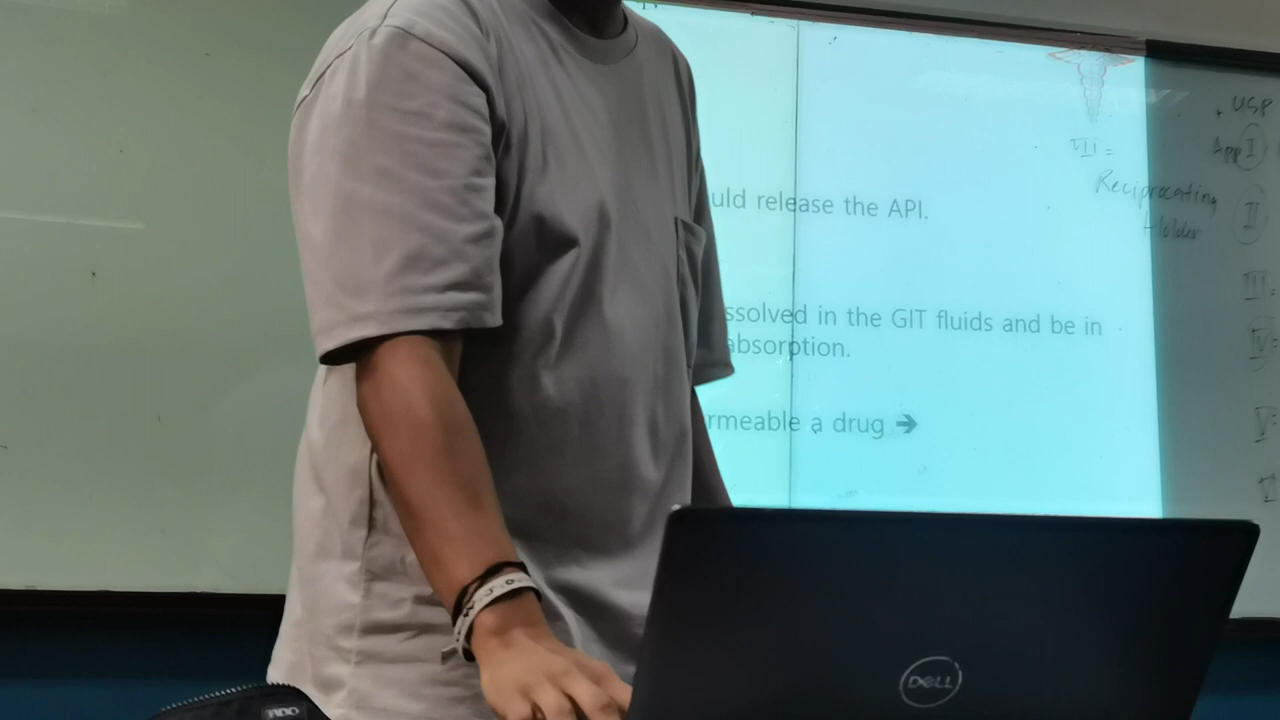 uld release the API.
ssolved in the GIT fluids and be in
absorption.
rmeable a drug →
VII =
Reciprocating
Holder
USP
App I
II
III =
IV =
V =
DELL